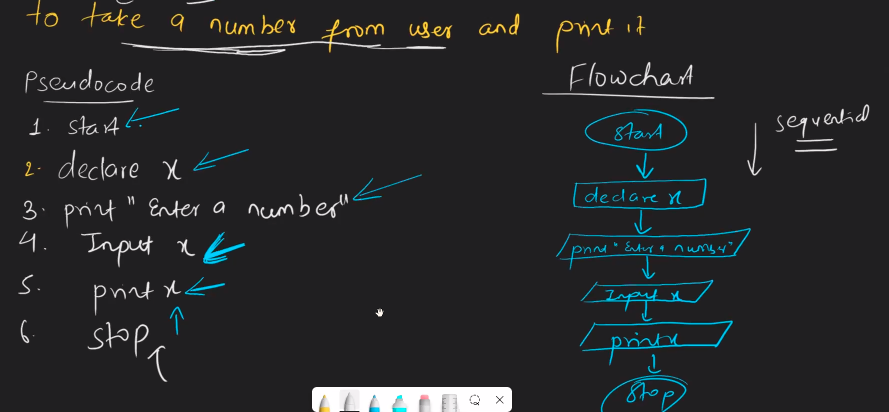 to take a number from user and print it
Pseudocode
1. start
2. declare x
3. print "Enter a number"
4. Input x
5. print x
6. stop
Flowchart
start
declare x
print "Enter a number"
Input x
print x
stop
sequential